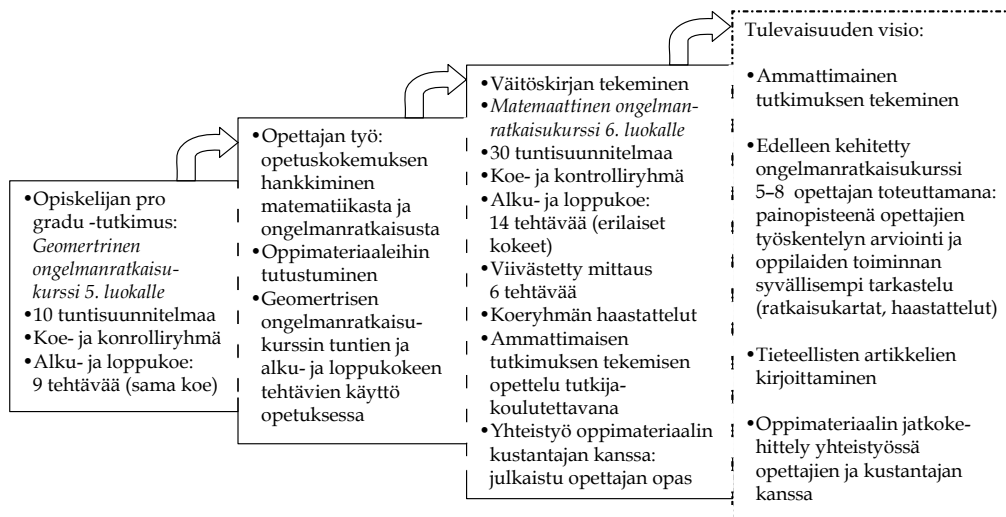 •Opiskelijan pro
gradu -tutkimus:
Geomertrinen
ongelmanratkaisu-
kurssi 5. luokalle
•10 tuntisuunnitelmaa
•Koe- ja konrolliryhmä
•Alku- ja loppukoe:
9 tehtävää (sama koe)
•Opettajan työ:
opetuskokemuksen
hankkiminen
matematiikasta ja
ongelmanratkaisusta
•Oppimateriaaleihin
tutustuminen
•Geometrisen
ongelmanratkaisu-
kurssin tuntien ja
alku- ja loppukokeen
tehtävien käyttö
opetuksessa
•Väitöskirjan tekeminen
•Matemaattinen ongelman-
ratkaisukurssi 6. luokalle
•30 tuntisuunnitelmaa
•Koe- ja kontrolliryhmä
•Alku- ja loppukoe:
14 tehtävää (erilaiset
kokeet)
•Viivästetty mittaus
6 tehtävää
•Koeryhmän haastattelut
•Ammattimaisen
tutkimuksen tekemisen
opettelu tutkija-
koulutettavana
•Yhteistyö oppimateriaalin
kustantajan kanssa:
julkaistu opettajan opas
Tulevaisuuden visio:
•Ammattimainen
tutkimuksen tekeminen
•Edelleen kehitetty
ongelmanratkaisukurssi
5–8 opettajan toteuttamana:
painopisteenä opettajien
työskentelyn arviointi ja
oppilaiden toiminnan
syvällisempi tarkastelu
(ratkaisukartat, haastattelut)
•Tieteellisten artikkelien
kirjoittaminen
•Oppimateriaalin jatkoke-
hittely yhteistyössä
opettajien ja kustantajan
kanssa